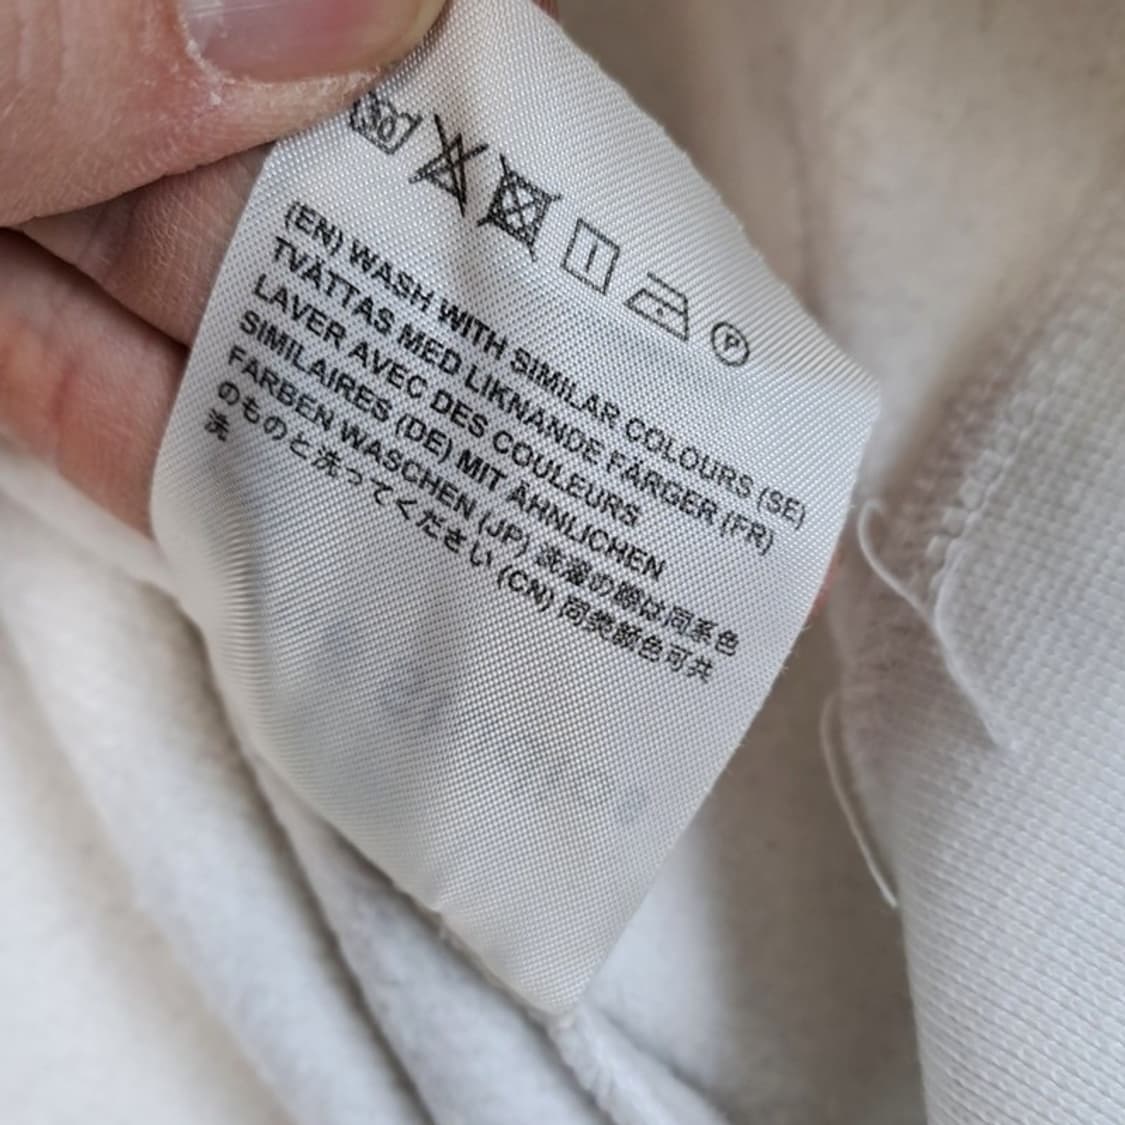 30
(EN) WASH WITH SIMILAR COLOURS (SE)
TVÄTTAS MED LIKNANDE FÄRGER (FR)
LAVER AVEC DES COULEURS
SIMILAIRES (DE) MIT ÄHNLICHEN
FARBEN WASCHEN (JP) 洗濯の際は同系色
のものと洗ってください (CN) 同类颜色可共
洗
P